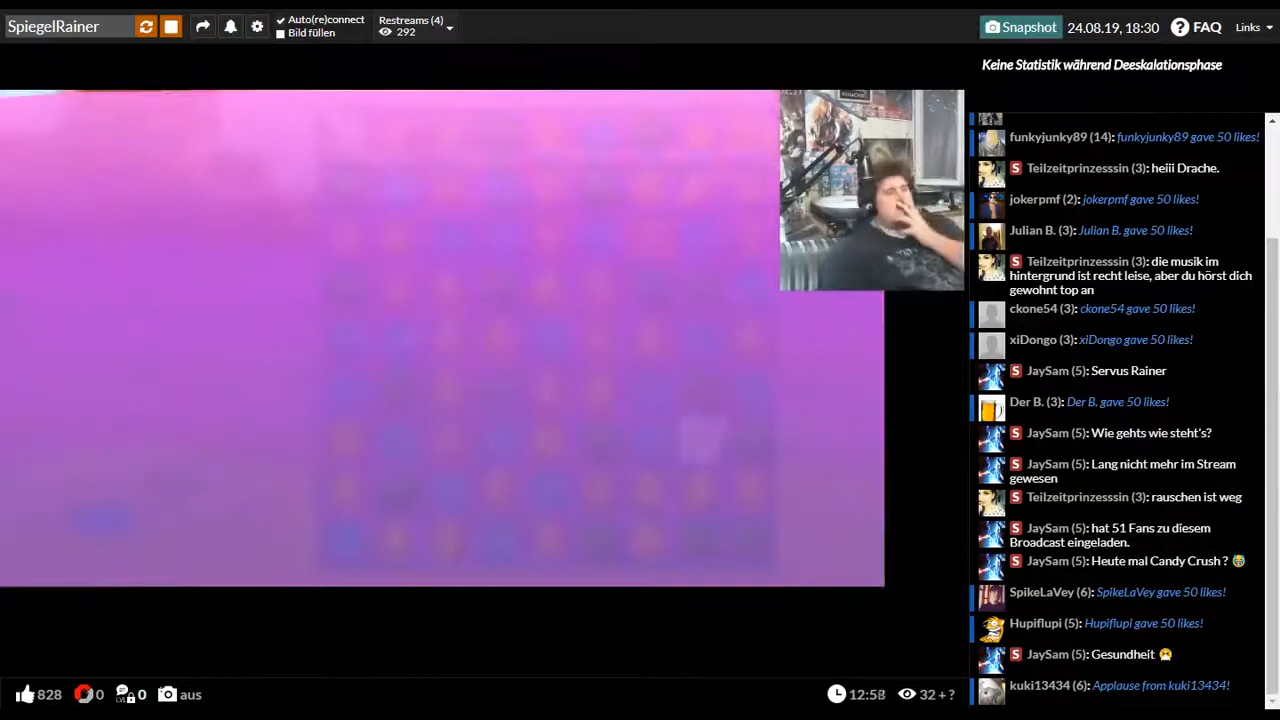 SpiegelRainer
Auto(re)connect
Bild füllen
Restreams (4)
292
Snapshot
24.08.19, 18:30
? FAQ
Links
Keine Statistik während Deeskalationsphase
funkyjunky89 (14): funkyjunky89 gave 50 likes!
S Teilzeitprinzesssin (3): heiii Drache.
jokerpmf (2): jokerpmf gave 50 likes!
Julian B. (3): Julian B. gave 50 likes!
S Teilzeitprinzesssin (3): die musik im
hintergrund ist recht leise, aber du hörst dich
gewohnt top an
ckone54 (3): ckone54 gave 50 likes!
xiDongo (3): xiDongo gave 50 likes!
S JaySam (5): Servus Rainer
Der B. (3): Der B. gave 50 likes!
S JaySam (5): Wie gehts wie steht's?
S JaySam (5): Lang nicht mehr im Stream
gewesen
S Teilzeitprinzesssin (3): rauschen ist weg
S JaySam (5): hat 51 Fans zu diesem
Broadcast eingeladen.
S JaySam (5): Heute mal Candy Crush ? 😭
SpikeLaVey (6): SpikeLaVey gave 50 likes!
Hupiflupi (5): Hupiflupi gave 50 likes!
S JaySam (5): Gesundheit 😷
kuki13434 (6): Applause from kuki13434!
828
0
0
aus
12:58
32 + ?